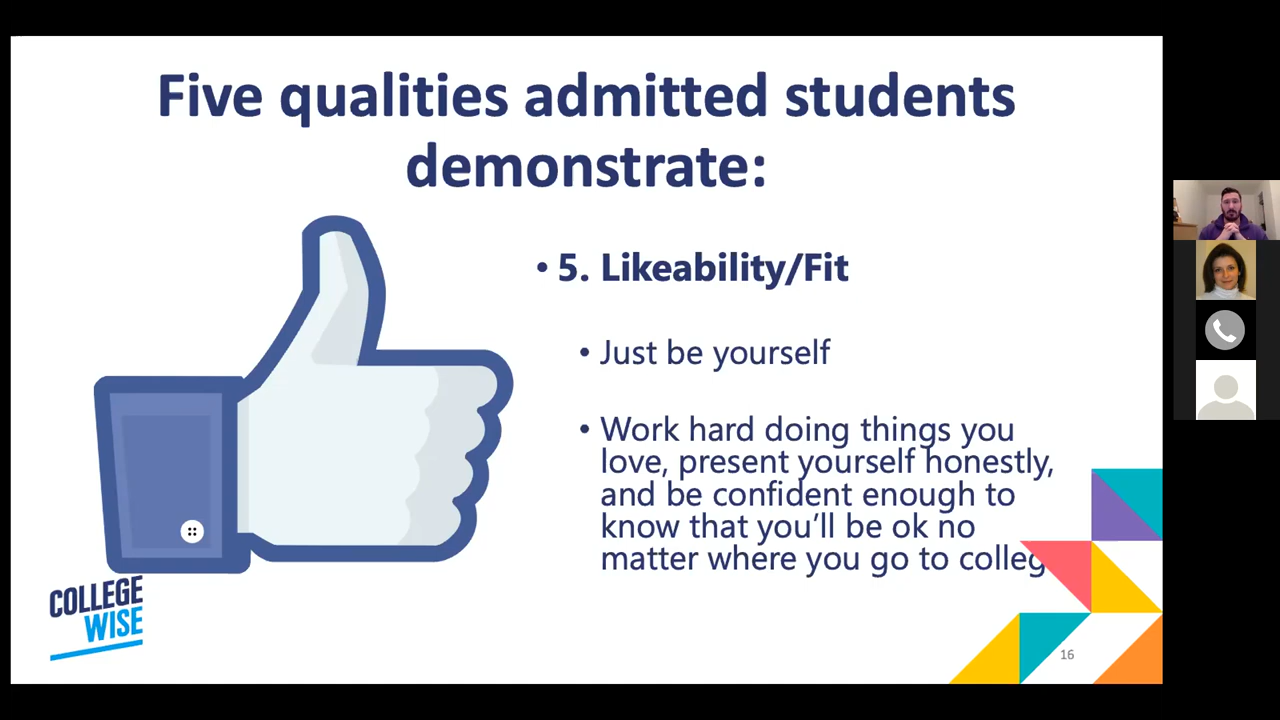 Five qualities admitted students
demonstrate:
• 5. Likeability/Fit
• Just be yourself
• Work hard doing things you
love, present yourself honestly,
and be confident enough to
know that you’ll be ok no
matter where you go to colleg
COLLEGE
WISE
16